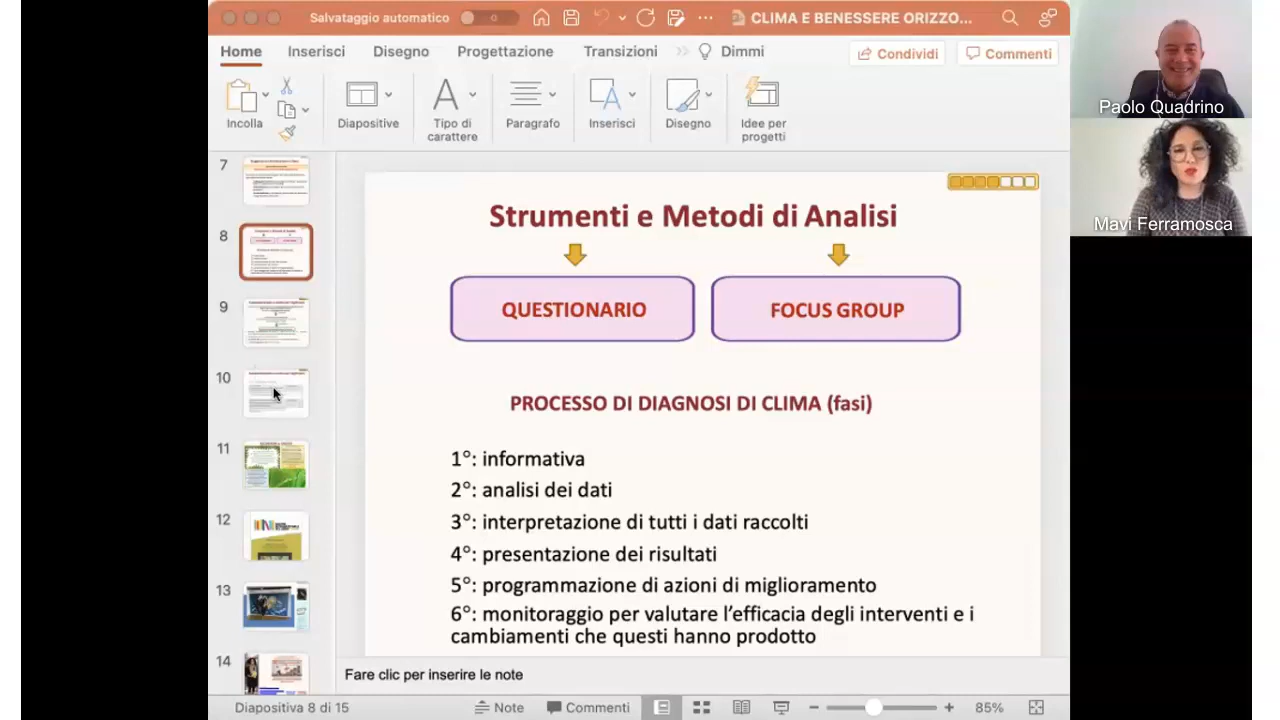 Salvataggio automatico
CLIMA E BENESSERE ORIZZO...
Home Inserisci Disegno Progettazione Transizioni Dimmi
Condividi Commenti
Incolla
Diapositive
Tipo di
carattere
Paragrafo
Inserisci
Disegno
Idee per
progetti
Paolo Quadrino
Mavi Ferramosca
7
8
9
10
11
12
13
14
Strumenti e Metodi di Analisi
QUESTIONARIO
FOCUS GROUP
PROCESSO DI DIAGNOSI DI CLIMA (fasi)
1°: informativa
2°: analisi dei dati
3°: interpretazione di tutti i dati raccolti
4°: presentazione dei risultati
5°: programmazione di azioni di miglioramento
6°: monitoraggio per valutare l’efficacia degli interventi e i
cambiamenti che questi hanno prodotto
Fare clic per inserire le note
Diapositiva 8 di 15 Note Commenti 85%